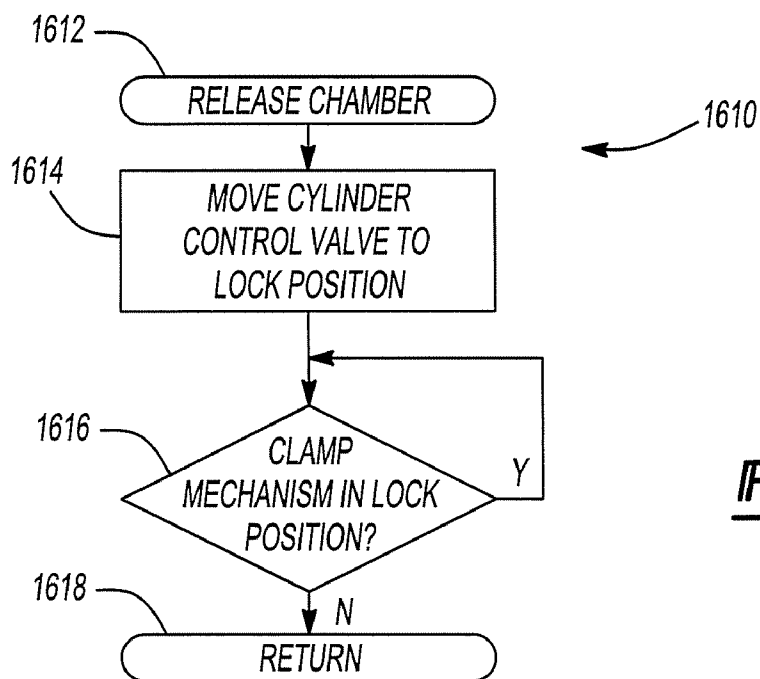 1612
RELEASE CHAMBER
1610
1614
MOVE CYLINDER
CONTROL VALVE TO
LOCK POSITION
1616
CLAMP
MECHANISM IN LOCK
POSITION?
Y
1618
N
RETURN